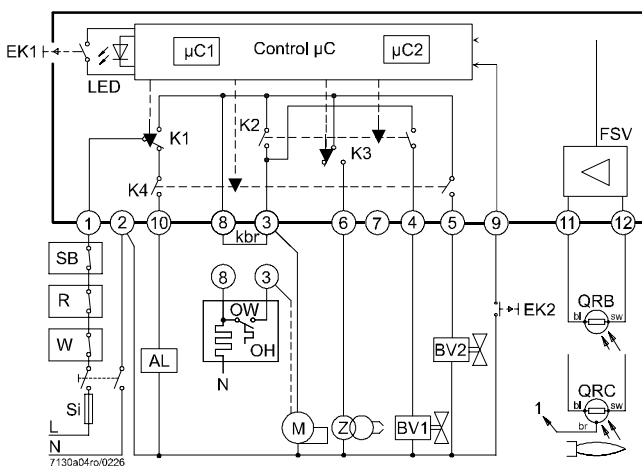 EK1
LED
µC1
Control µC
µC2
FSV
K1
K2
K3
K4
1
2
10
8
3
6
7
4
5
9
11
12
kbr
SB
R
W
Si
L
N
7130a04ro/0226
AL
8
3
OW
OH
N
M
Z
BV1
BV2
EK2
QRB
bl
sw
QRC
bl
sw
br
1